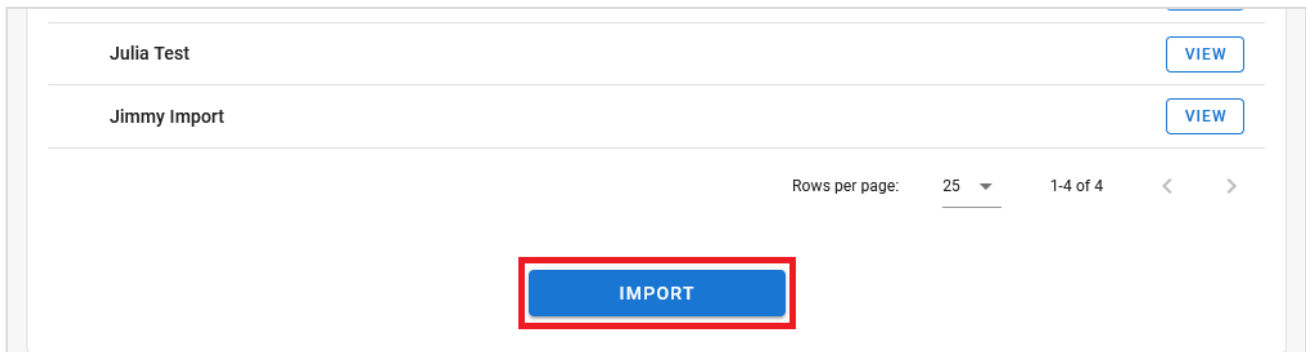 Julia Test VIEW
Jimmy Import VIEW
Rows per page: 25 1-4 of 4
IMPORT